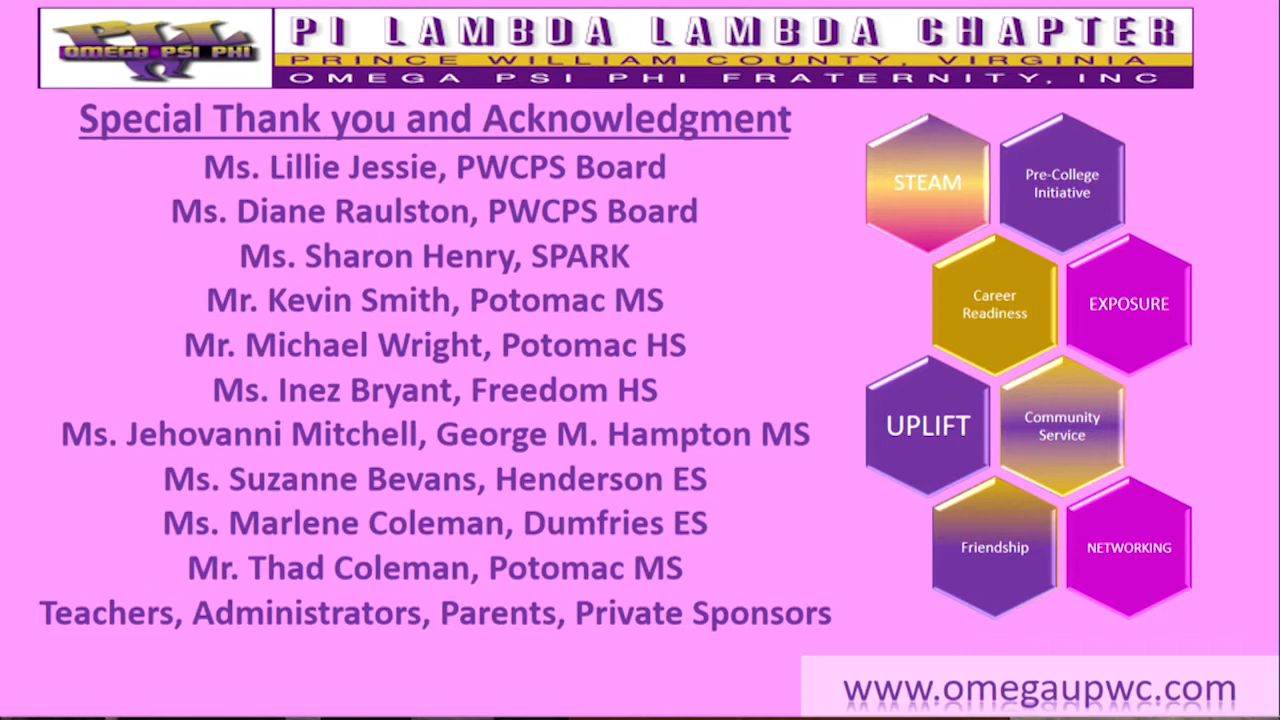 PLL
OMEGA PSI PHI
Ω
PI LAMBDA LAMBDA CHAPTER
PRINCE WILLIAM COUNTY, VIRGINIA
OMEGA PSI PHI FRATERNITY, INC
Special Thank you and Acknowledgment
Ms. Lillie Jessie, PWCPS Board
Ms. Diane Raulston, PWCPS Board
Ms. Sharon Henry, SPARK
Mr. Kevin Smith, Potomac MS
Mr. Michael Wright, Potomac HS
Ms. Inez Bryant, Freedom HS
Ms. Jehovanni Mitchell, George M. Hampton MS
Ms. Suzanne Bevans, Henderson ES
Ms. Marlene Coleman, Dumfries ES
Mr. Thad Coleman, Potomac MS
Teachers, Administrators, Parents, Private Sponsors
STEAM
Pre-College
Initiative
Career
Readiness
EXPOSURE
UPLIFT
Community
Service
Friendship
NETWORKING
www.omegaupwc.com